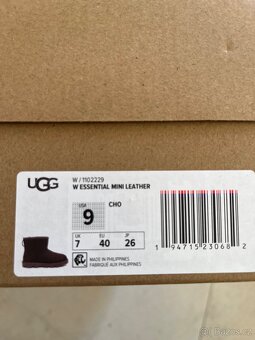 UGG
W / 1102229
W ESSENTIAL MINI LEATHER
USA
9
CHO
UK
7
EU
40
JP
26
1 94715 23068 2
MADE IN PHILIPPINES
FABRIQUÉ AUX PHILIPPINES
Sbazar.cz